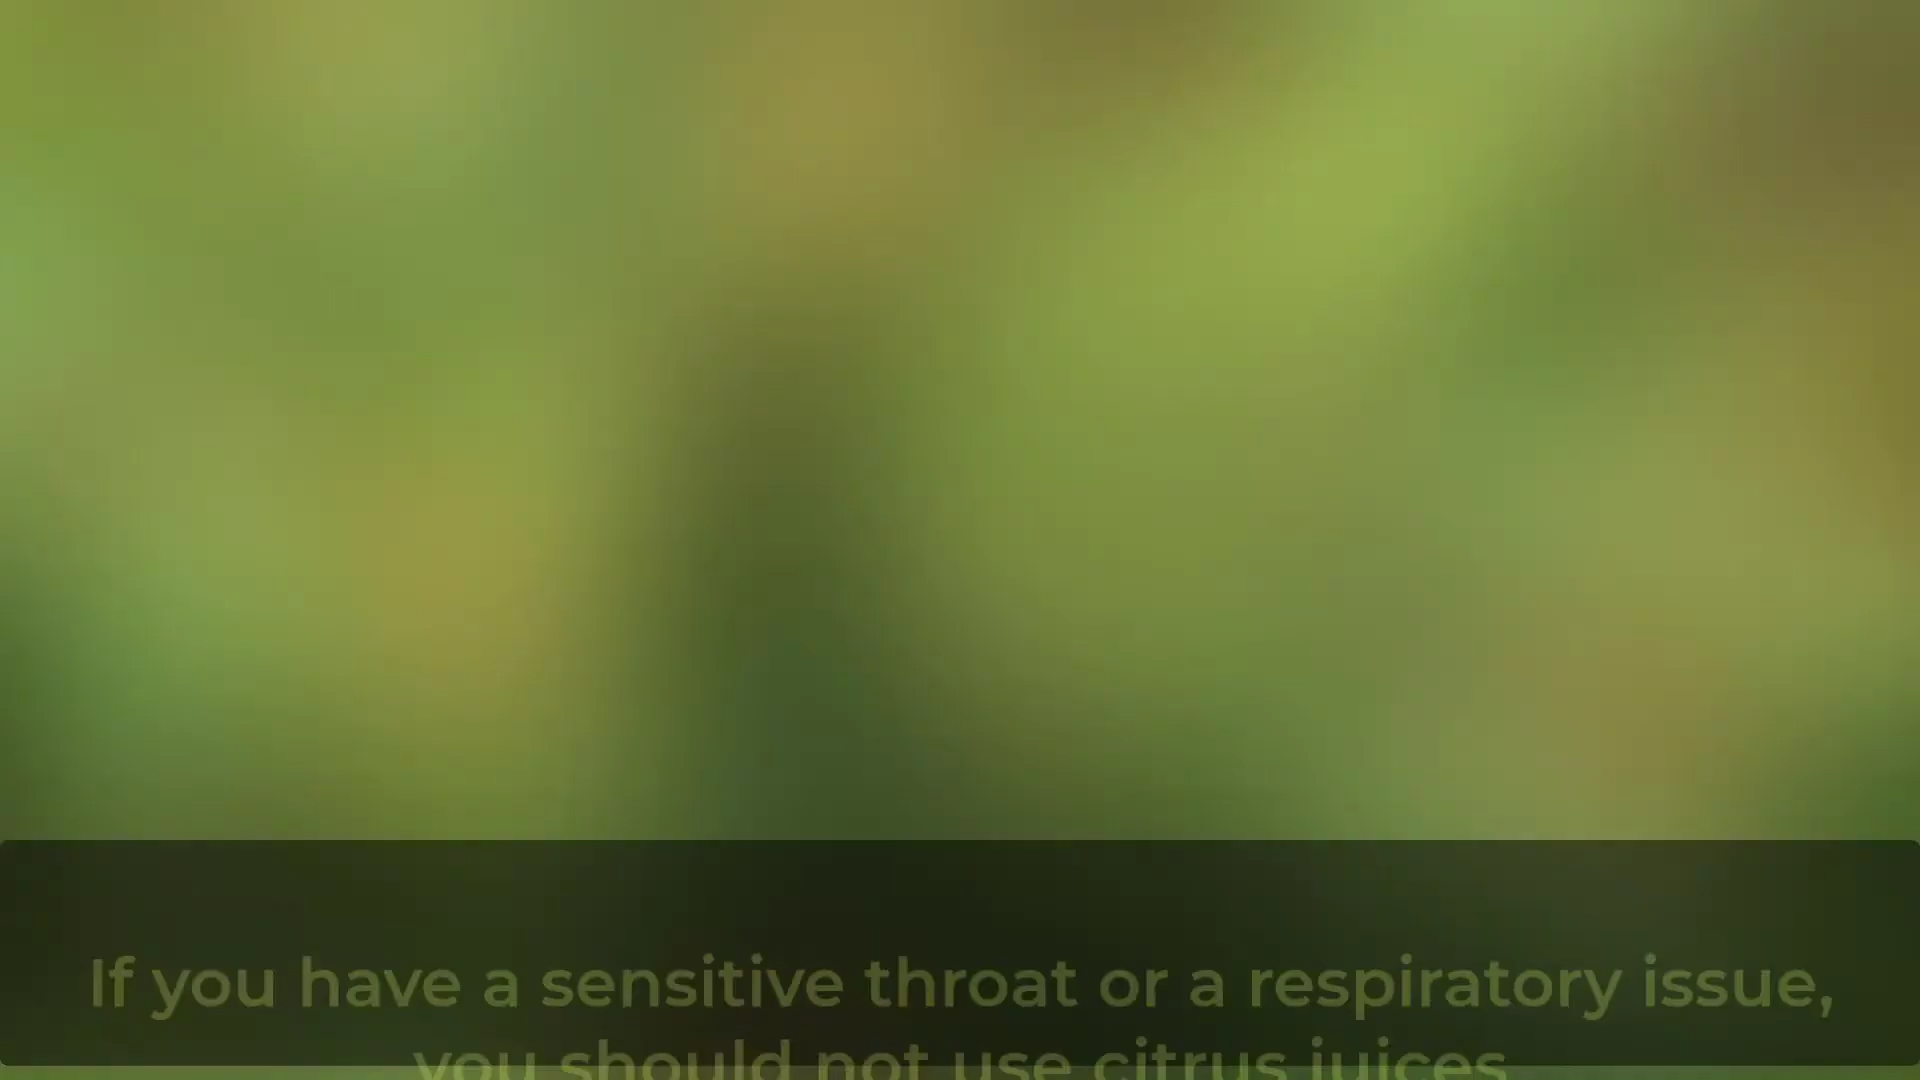 If you have a sensitive throat or a respiratory issue,
you should not use citrus juices